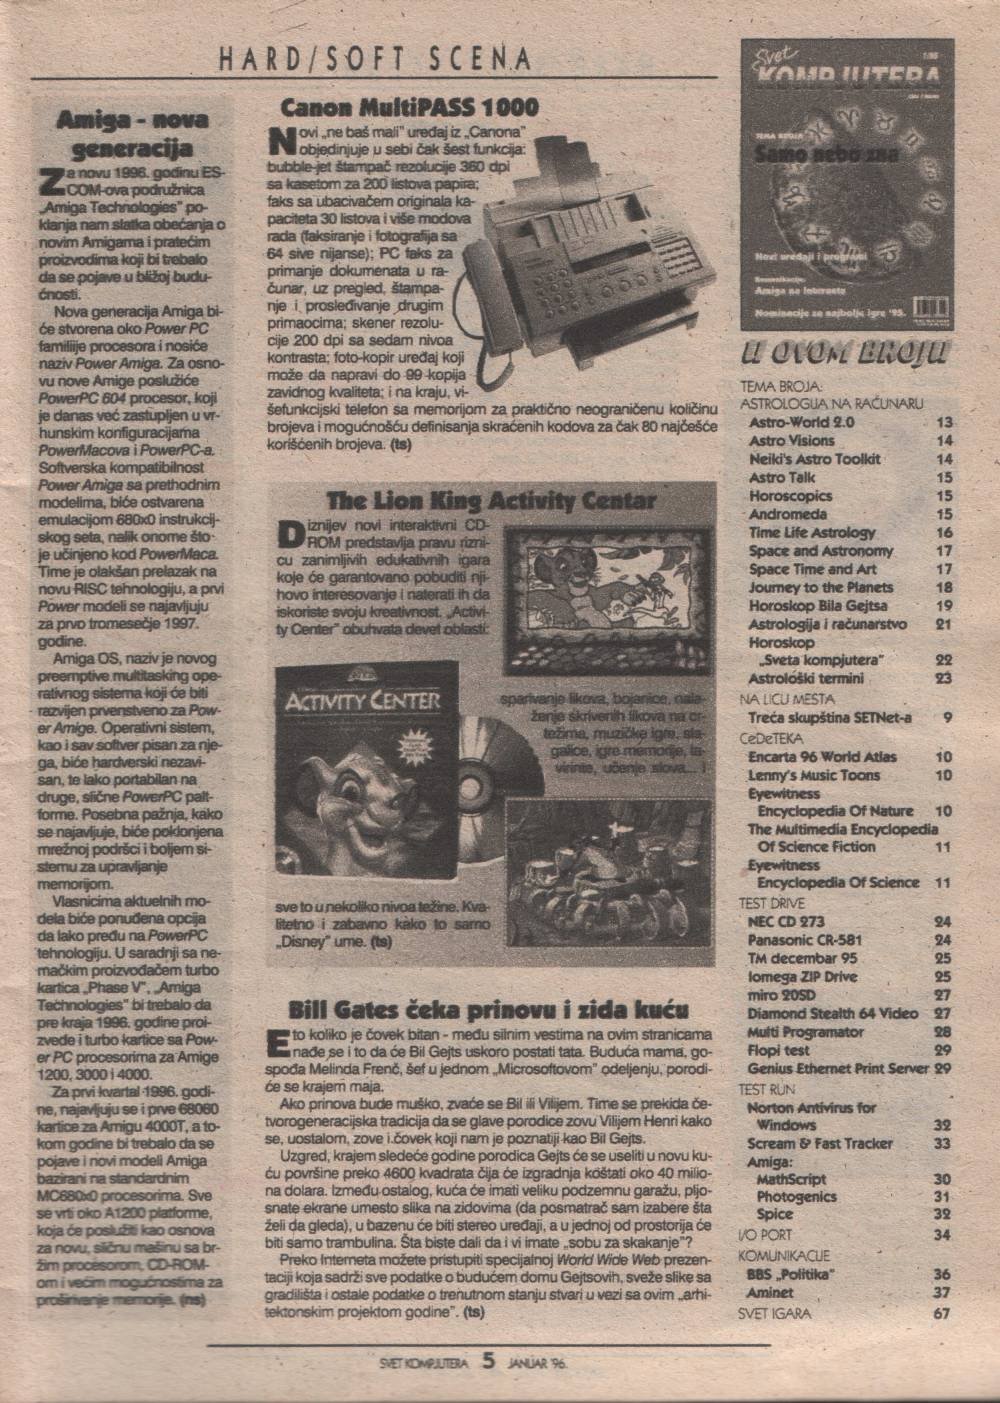 HARD/SOFT SCENA
Amiga - nova
generacija
Za novu 1996. godinu ES-
COM-ova podružnica
„Amiga Technologies" po-
klanja nam slatka obećanja o
novim Amigama i pratećim
proizvodima koji bi trebalo
da se pojave u bližoj budu-
ćnosti.
Nova generacija Amiga bi-
će stvorena oko Power PC
familije procesora i nosiće
naziv Power Amiga. Za osno-
vu nove Amige poslužiće
PowerPC 604 procesor, koji
je danas već zastupljen u vr-
hunskim konfiguracijama
PowerMacova i PowerPC-a.
Softverska kompatibilnost
Power Amiga sa prethodnim
modelima, biće ostvarena
emulacijom 680x0 instrukcij-
skog seta, nalik onome što
je učinjeno kod PowerMaca.
Time je olakšan prelazak na
novu RISC tehnologiju, a prvi
Power modeli se najavljuju
za prvo tromesečje 1997.
godine.
Amiga OS, naziv je novog
preemptive multitasking ope-
rativnog sistema koji će biti
razvijen prvenstveno za Pow-
er Amige. Operativni sistem,
kao i sav softver pisan za nje-
ga, biće hardverski nezavi-
san, te lako portabilan na
druge, slične PowerPC palt-
forme. Posebna pažnja, kako
se najavljuje, biće poklonjena
mrežnoj podršci i boljem si-
stemu za upravljanje
memorijom.
Vlasnicima aktuelnih mo-
dela biće ponuđena opcija
da lako pređu na PowerPC
tehnologiju. U saradnji sa ne-
mačkim proizvođačem turbo
kartica „Phase V", „Amiga
Technologies" bi trebalo da
pre kraja 1996. godine proi-
zvede i turbo kartice sa Pow-
er PC procesorima za Amige
1200, 3000 i 4000.
Za prvi kvartal 1996. godi-
ne, najavljuju se i prve 68060
kartice za Amigu 4000T, a to-
kom godine bi trebalo da se
pojave i novi modeli Amiga
bazirani na standardnim
MC680x0 procesorima. Sve
se vrti oko A1200 platforme,
koja će poslužiti kao osnova
za novu, sličnu mašinu sa br-
žim procesorom, CD-ROM-
om i većim mogućnostima za
proširivanje memorije. (ns)
Canon MultiPASS 1000
Novi „ne baš mali" uređaj iz „Canona"
objedinjuje u sebi čak šest funkcija:
bubble-jet štampač rezolucije 360 dpi
sa kasetom za 200 listova papira;
faks sa ubacivačem originala ka-
paciteta 30 listova i više modova
rada (faksiranje i fotografija sa
64 sive nijanse); PC faks za
primanje dokumenata u ra-
čunar, uz pregled, štampa-
nje i prosleđivanje drugim
primaocima; skener rezolu-
cije 200 dpi sa sedam nivoa
kontrasta; foto-kopir uređaj koji
može da napravi do 99 kopija
zavidnog kvaliteta; i na kraju, vi-
šefunkcijski telefon sa memorijom za praktično neograničenu količinu
brojeva i mogućnošću definisanja skraćenih kodova za čak 80 najčešće
korišćenih brojeva. (ts)
The Lion King Activity Centar
Diznijev novi interaktivni CD-
ROM predstavlja pravu rizni-
cu zanimljivih edukativnih igara
koje će garantovano pobuditi nji-
hovo interesovanje i naterati ih da
iskoriste svoju kreativnost. „Activi-
ty Center" obuhvata devet oblasti:
ACTIVITY CENTER
sparivanje likova, bojanice, nala-
ženje skrivenih likova na cr-
težima, muzičke igre, sla-
galice, igre memorije, la-
virinte, učenje slova... I
sve to u nekoliko nivoa težine. Kva-
litetno i zabavno kako to samo
„Disney" ume. (ts)
Bill Gates čeka prinovu i zida kuću
Eto koliko je čovek bitan - među silnim vestima na ovim stranicama
nađe se i to da će Bil Gejts uskoro postati tata. Buduća mama, go-
spođa Melinda Frenč, šef u jednom „Microsoftovom" odeljenju, porodi-
će se krajem maja.
Ako prinova bude muško, zvaće se Bil ili Vilijem. Time se prekida če-
tvorogeneracijska tradicija da se glave porodice zovu Vilijem Henri kako
se, uostalom, zove i čovek koji nam je poznatiji kao Bil Gejts.
Uzgred, krajem sledeće godine porodica Gejts će se useliti u novu ku-
ću površine preko 4600 kvadrata čija će izgradnja koštati oko 40 milio-
na dolara. Između ostalog, kuća će imati veliku podzemnu garažu, pljo-
snate ekrane umesto slika na zidovima (da posmatrač sam izabere šta
želi da gleda), u bazenu će biti stereo uređaji, a u jednoj od prostorija će
biti samo trambulina. Šta biste dali da i vi imate „sobu za skakanje"?
Preko Interneta možete pristupiti specijalnoj World Wide Web prezen-
taciji koja sadrži sve podatke o budućem domu Gejtsovih, sveže slike sa
gradilišta i ostale podatke o trenutnom stanju stvari u vezi sa ovim „arhi-
tektonskim projektom godine". (ts)
Svet
KOMPJUTERA
TEMA BROJA
Samo nebo zna
Novi uređaji i programi
Amiga na Internetu
Nominacije za najbolje igre '95.
U OVOM BROJU
TEMA BROJA:
ASTROLOGIJA NA RAČUNARU
Astro-World 2.0 13
Astro Visions 14
Neiki's Astro Toolkit 14
Astro Talk 15
Horoscopics 15
Andromeda 15
Time Life Astrology 16
Space and Astronomy 17
Space Time and Art 17
Journey to the Planets 18
Horoskop Bila Gejtsa 19
Astrologija i računarstvo 21
Horoskop
„Sveta kompjutera" 22
Astrološki termini 23
NA LICU MESTA
Treća skupština SETNet-a 9
CeDeTEKA
Encarta 96 World Atlas 10
Lenny's Music Toons 10
Eyewitness
Encyclopedia Of Nature 10
The Multimedia Encyclopedia
Of Science Fiction 11
Eyewitness
Encyclopedia Of Science 11
TEST DRIVE
NEC CD 273 24
Panasonic CR-581 24
TM decembar 95 25
Iomega ZIP Drive 25
miro 20SD 27
Diamond Stealth 64 Video 27
Multi Programator 28
Flopi test 29
Genius Ethernet Print Server 29
TEST RUN
Norton Antivirus for
Windows 32
Scream & Fast Tracker 33
Amiga:
MathScript 30
Photogenics 31
Spice 32
I/O PORT 34
KOMUNIKACIJE
BBS „Politika" 36
Aminet 37
SVET IGARA 67
SVET KOMPJUTERA 5 JANUAR '96.